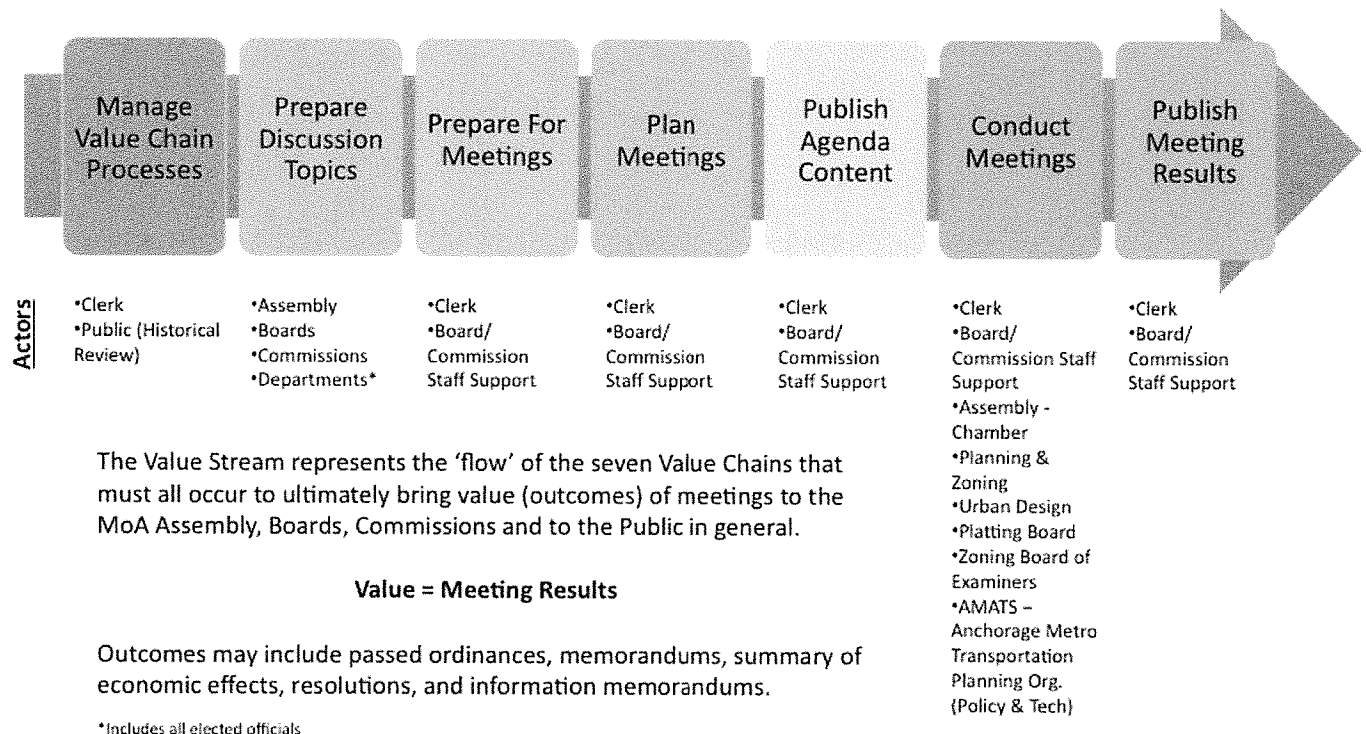 Manage
Value Chain
Processes
Prepare
Discussion
Topics
Prepare For
Meetings
Plan
Meetings
Publish
Agenda
Content
Conduct
Meetings
Publish
Meeting
Results
Actors
•Clerk
•Public (Historical
Review)
•Assembly
•Boards
•Commissions
•Departments*
•Clerk
•Board/
Commission
Staff Support
•Clerk
•Board/
Commission
Staff Support
•Clerk
•Board/
Commission
Staff Support
•Clerk
•Board/
Commission Staff
Support
•Assembly -
Chamber
•Planning &
Zoning
•Urban Design
•Platting Board
•Zoning Board of
Examiners
•AMATS –
Anchorage Metro
Transportation
Planning Org.
(Policy & Tech)
•Clerk
•Board/
Commission
Staff Support
The Value Stream represents the ‘flow’ of the seven Value Chains that
must all occur to ultimately bring value (outcomes) of meetings to the
MoA Assembly, Boards, Commissions and to the Public in general.
Value = Meeting Results
Outcomes may include passed ordinances, memorandums, summary of
economic effects, resolutions, and information memorandums.
*Includes all elected officials